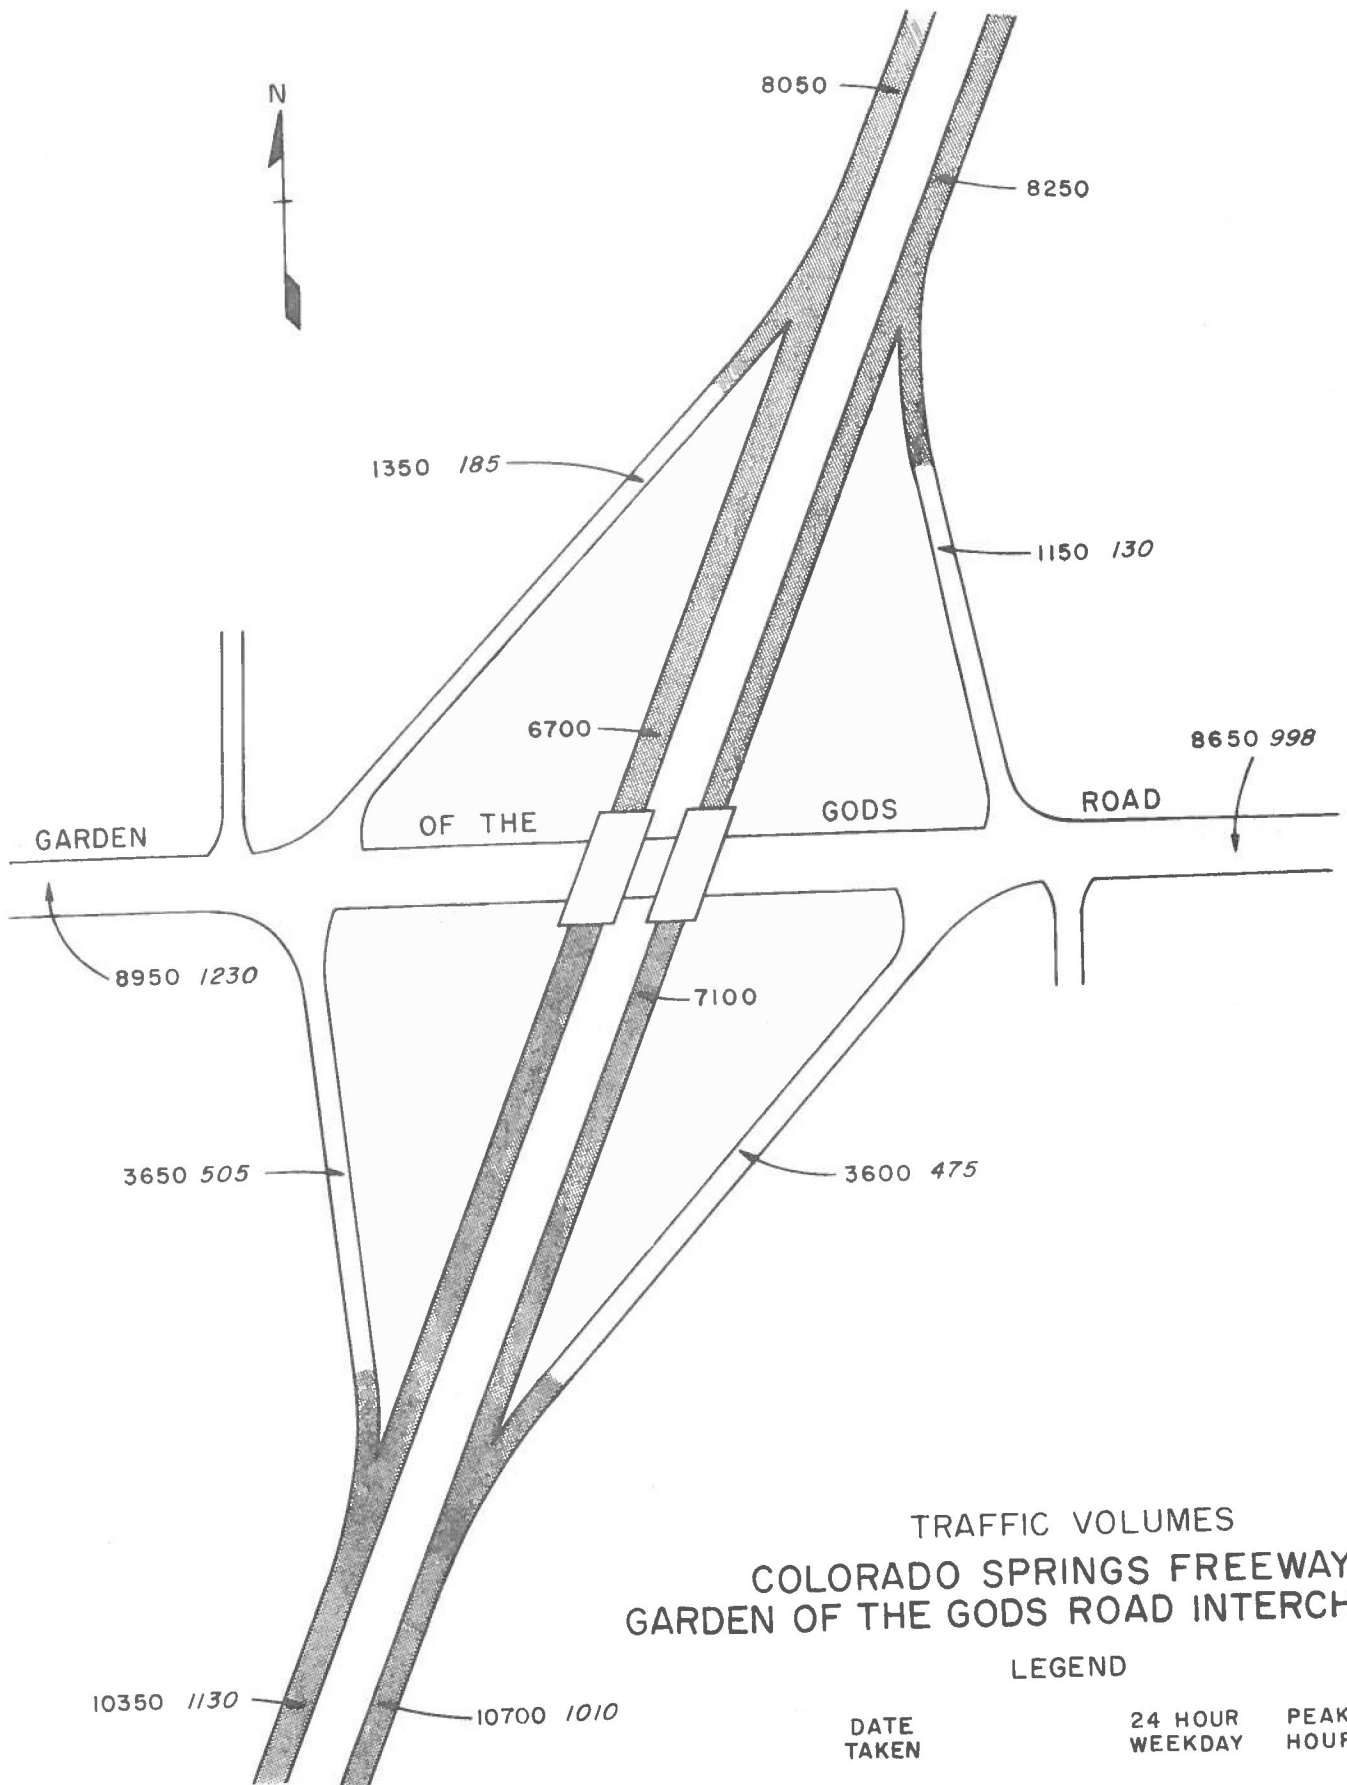 8050
N
8250
1350 185
1150 130
6700
8650 998
GARDEN OF THE GODS ROAD
8950 1230
7100
3650 505
3600 475
TRAFFIC VOLUMES
COLORADO SPRINGS FREEWAY
GARDEN OF THE GODS ROAD INTERCH
LEGEND
10350 1130
10700 1010
DATE TAKEN
24 HOUR WEEKDAY
PEAK HOUR